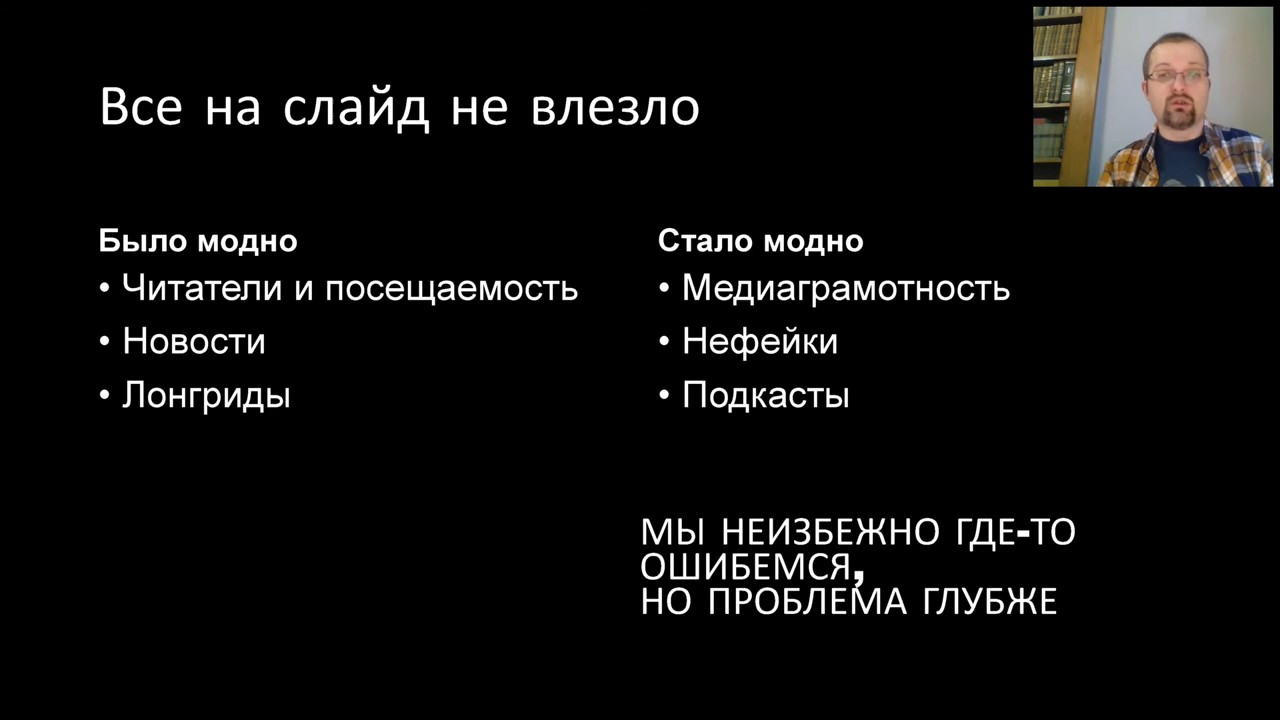 Все на слайд не влезло
Было модно
• Читатели и посещаемость
• Новости
• Лонгриды
Стало модно
• Медиаграмотность
• Нефейки
• Подкасты
МЫ НЕИЗБЕЖНО ГДЕ-ТО
ОШИБЕМСЯ,
НО ПРОБЛЕМА ГЛУБЖЕ